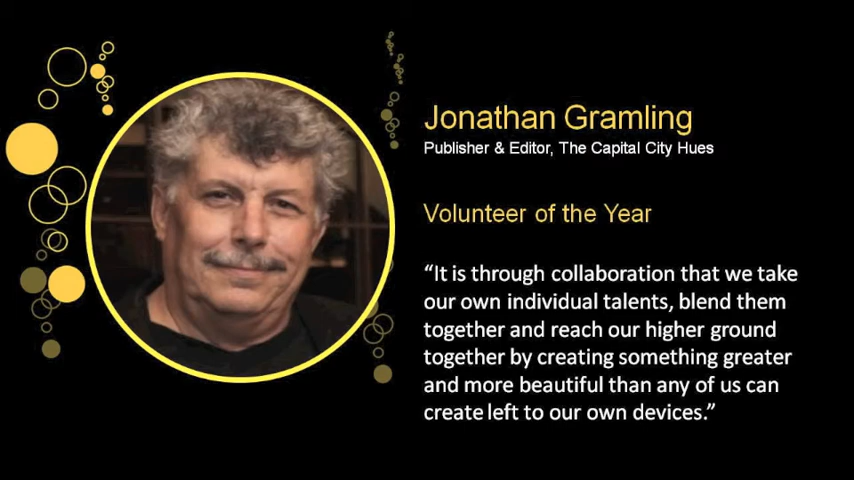 Jonathan Gramling
Publisher & Editor, The Capital City Hues
Volunteer of the Year
“It is through collaboration that we take
our own individual talents, blend them
together and reach our higher ground
together by creating something greater
and more beautiful than any of us can
create left to our own devices.”